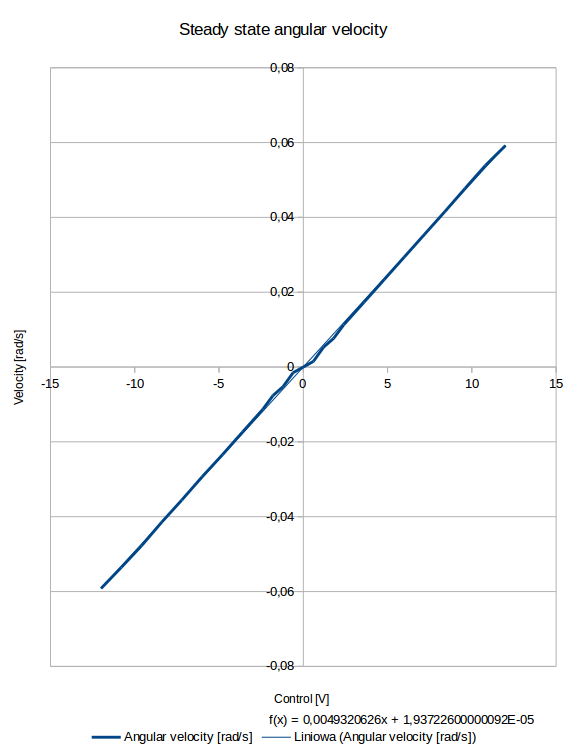 Steady state angular velocity
0,08
0,06
0,04
0,02
0
-15 -10 -5 0 5 10 15
-0,02
-0,04
-0,06
-0,08
Velocity [rad/s]
Control [V]
f(x) = 0,0049320626x + 1,93722600000092E-05
Angular velocity [rad/s] Liniowa (Angular velocity [rad/s])